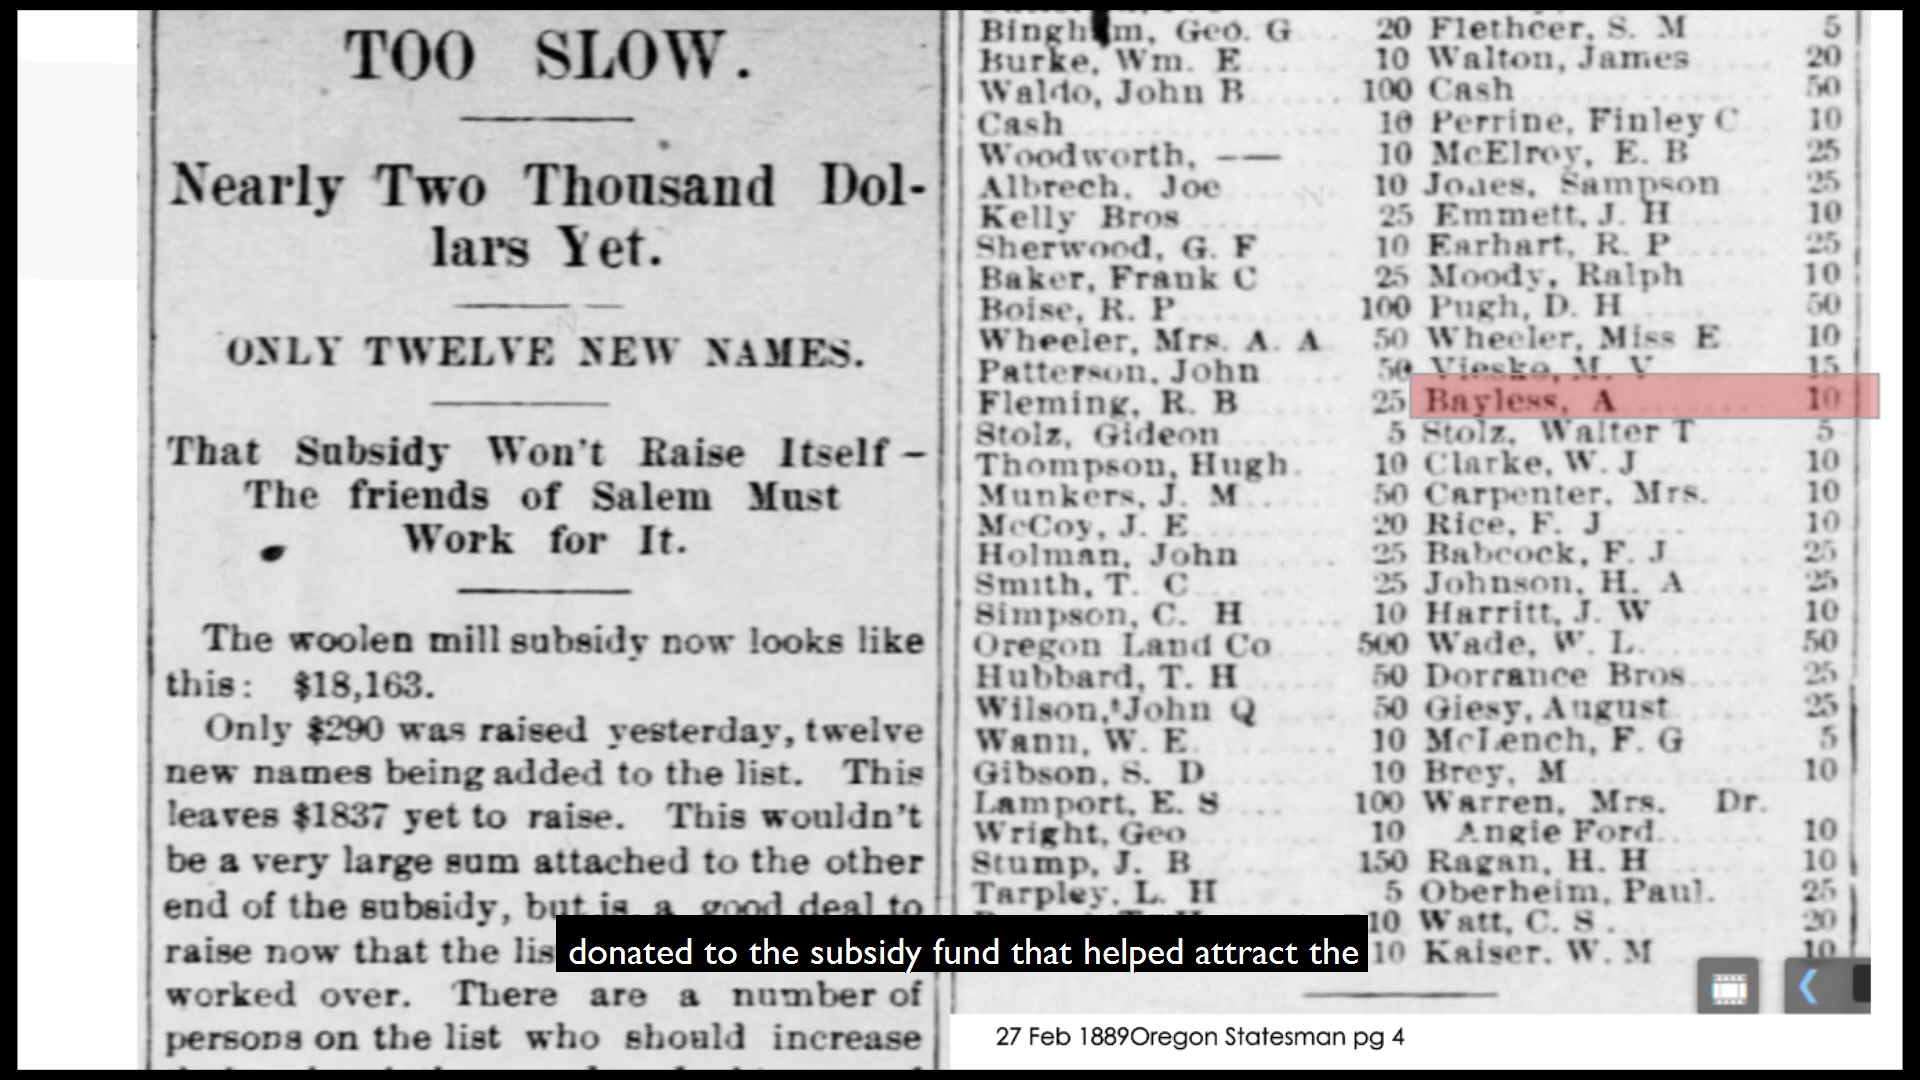 TOO SLOW.
Nearly Two Thousand Dol-
lars Yet.
ONLY TWELVE NEW NAMES.
That Subsidy Won't Raise Itself—
The friends of Salem Must
Work for It.
The woolen mill subsidy now looks like
this: $18,163.
Only $290 was raised yesterday, twelve
new names being added to the list. This
leaves $1837 yet to raise. This wouldn't
be a very large sum attached to the other
end of the subsidy, but is a good deal to
raise now that the lis
worked over. There are a number of
persons on the list who should increase
Bingham, Geo. G 20
Burke, Wm. E 10
Waldo, John B 100
Cash 10
Woodworth, —— 10
Albrech, Joe 10
Kelly Bros 25
Sherwood, G. F 10
Baker, Frank C 25
Boise, R. P 100
Wheeler, Mrs. A. A 50
Patterson, John 50
Fleming, R. B 25
Stolz, Gideon 5
Thompson, Hugh 10
Munkers, J. M 50
McCoy, J. E 20
Holman, John 25
Smith, T. C 25
Simpson, C. H 10
Oregon Land Co 500
Hubbard, T. H 50
Wilson, John Q 50
Wann, W. E. 10
Gibson, S. D 10
Lamport, E. S 100
Wright, Geo 10
Stump, J. B 150
Tarpley, L. H 5
10
10
Flethcer, S. M 5
Walton, James 20
Cash 50
Perrine, Finley C 10
McElroy, E. B 25
Jones, Sampson 25
Emmett, J. H 10
Earhart, R. P 25
Moody, Ralph 10
Pugh, D. H 50
Wheeler, Miss E 10
Vieske, M. V 15
Bayless, A 10
Stolz, Walter T 5
Clarke, W. J 10
Carpenter, Mrs. 10
Rice, F. J 10
Babcock, F. J 25
Johnson, H. A 25
Harritt, J. W 10
Wade, W. L. 50
Dorrance Bros 25
Giesy, August 25
McLench, F. G 5
Brey, M 10
Warren, Mrs. Dr.
Angie Ford 10
Ragan, H. H 10
Oberheim, Paul. 25
Watt, C. S. 20
Kaiser, W. M 10
donated to the subsidy fund that helped attract the
27 Feb 1889Oregon Statesman pg 4